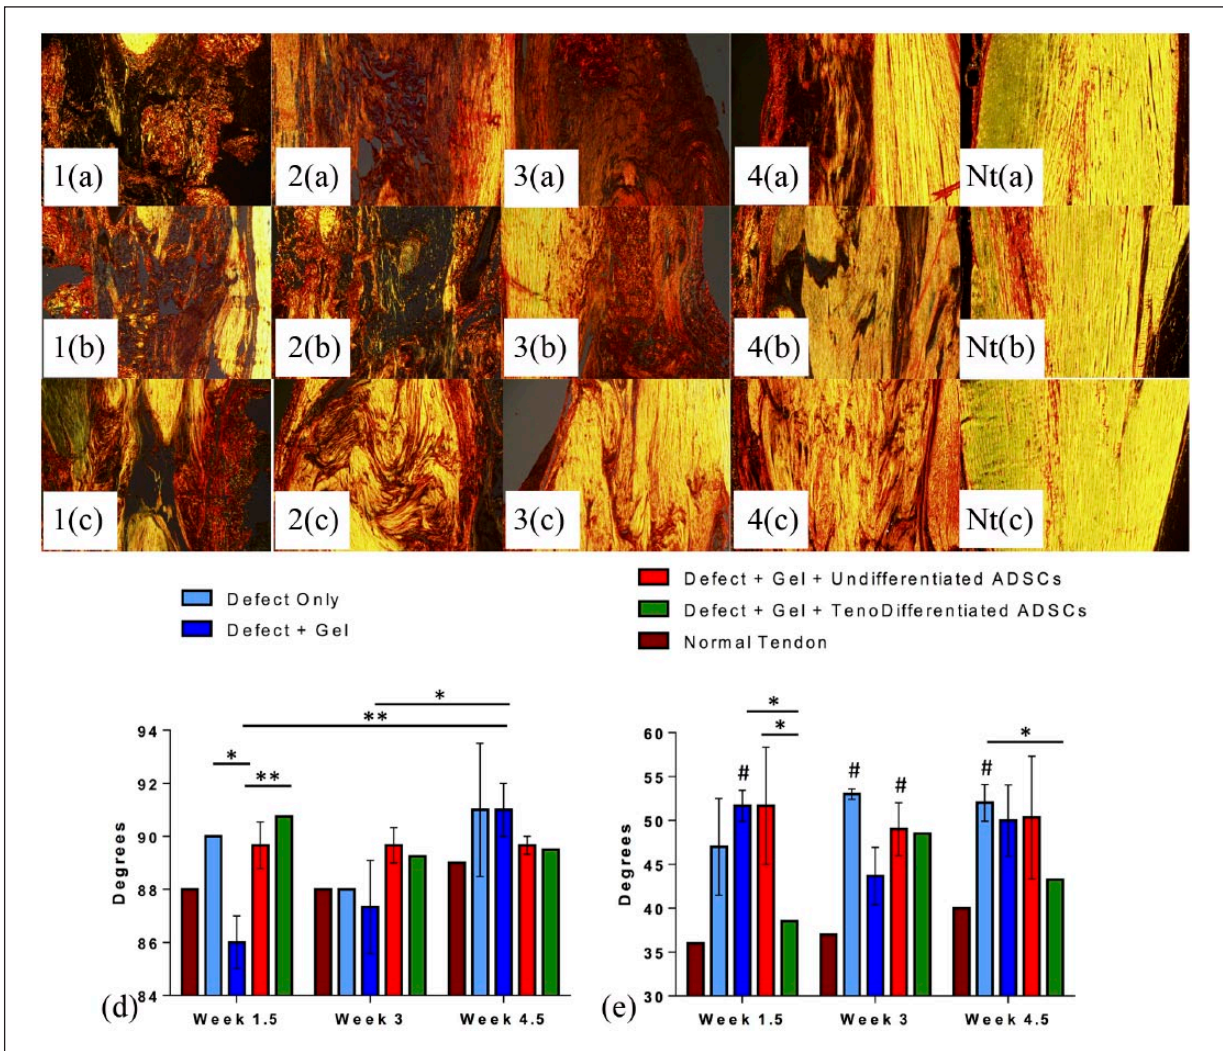 1(a) 2(a) 3(a) 4(a) Nt(a)
1(b) 2(b) 3(b) 4(b) Nt(b)
1(c) 2(c) 3(c) 4(c) Nt(c)
Defect Only
Defect + Gel
Defect + Gel + Undifferentiated ADSCs
Defect + Gel + TenoDifferentiated ADSCs
Normal Tendon
*
**
*
**
94
92
90
88
86
84
Degrees
Week 1.5 Week 3 Week 4.5
(d)
*
*
*
#
#
#
#
60
55
50
45
40
35
30
Degrees
Week 1.5 Week 3 Week 4.5
(e)